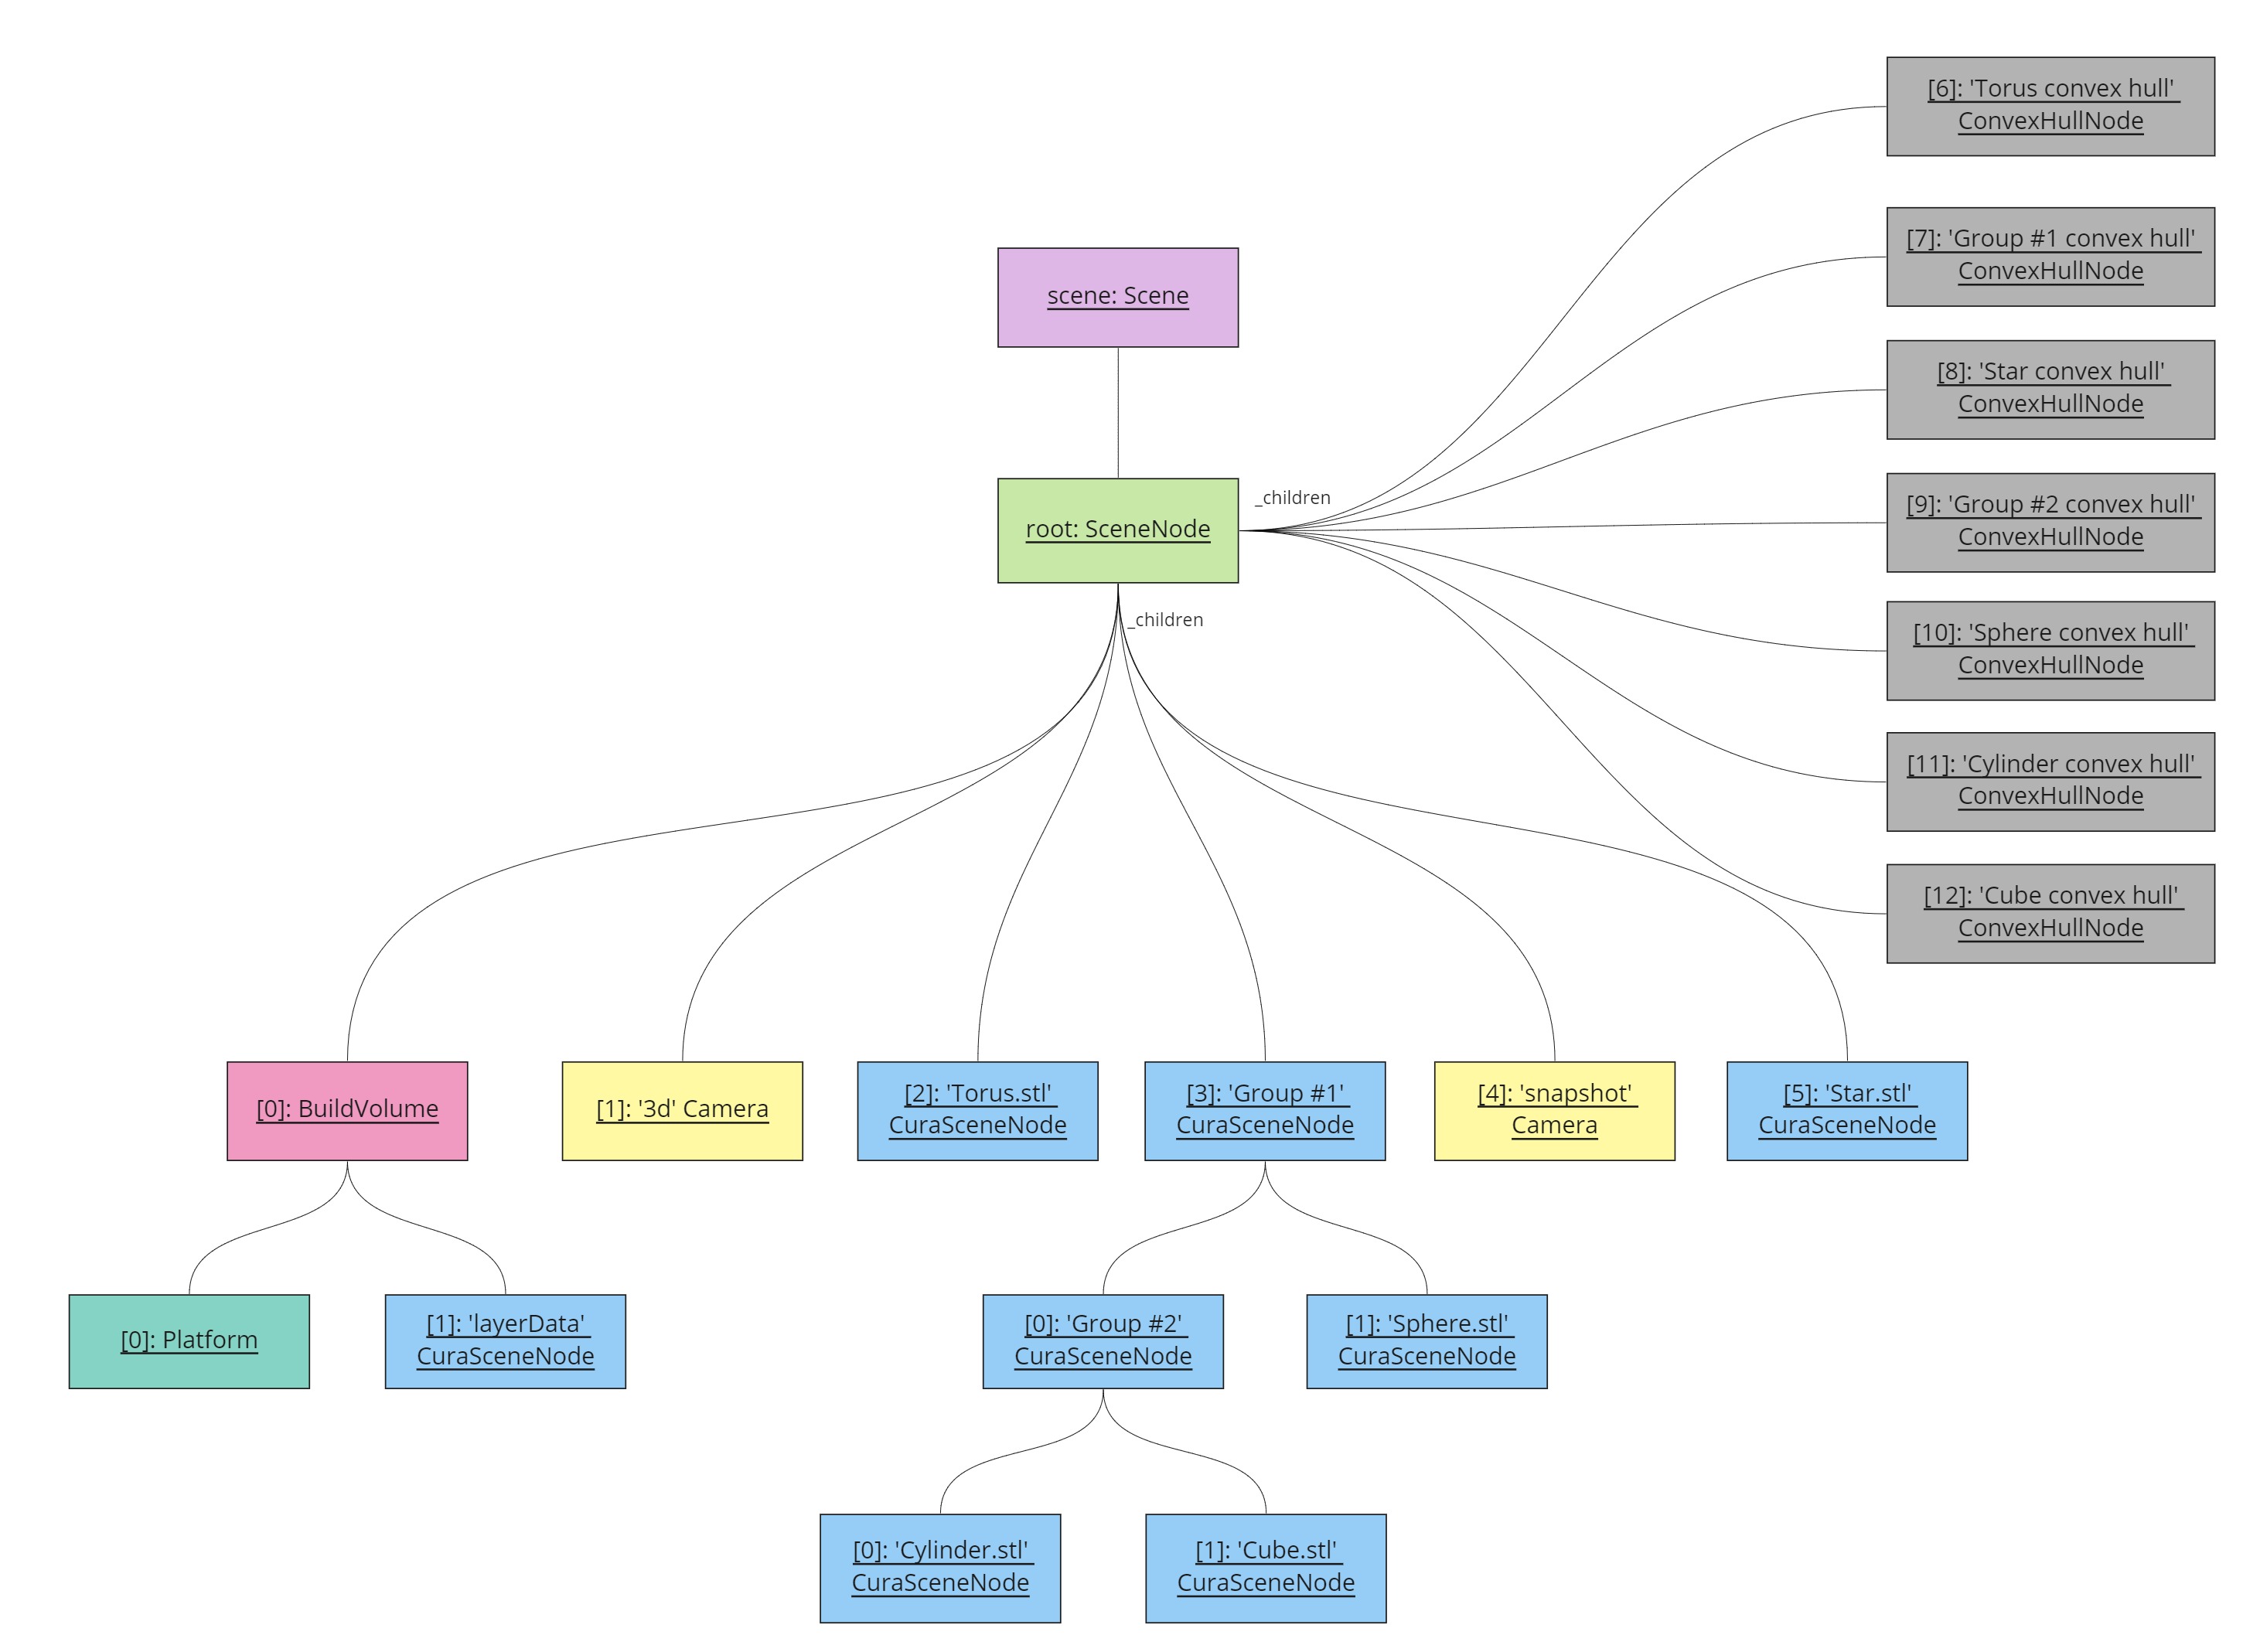 [6]: 'Torus convex hull'
ConvexHullNode
[7]: 'Group #1 convex hull'
ConvexHullNode
scene: Scene
[8]: 'Star convex hull'
ConvexHullNode
_children
[9]: 'Group #2 convex hull'
ConvexHullNode
root: SceneNode
_children
[10]: 'Sphere convex hull'
ConvexHullNode
[11]: 'Cylinder convex hull'
ConvexHullNode
[12]: 'Cube convex hull'
ConvexHullNode
[0]: BuildVolume
[1]: '3d' Camera
[2]: 'Torus.stl'
CuraSceneNode
[3]: 'Group #1'
CuraSceneNode
[4]: 'snapshot'
Camera
[5]: 'Star.stl'
CuraSceneNode
[0]: Platform
[1]: 'layerData'
CuraSceneNode
[0]: 'Group #2'
CuraSceneNode
[1]: 'Sphere.stl'
CuraSceneNode
[0]: 'Cylinder.stl'
CuraSceneNode
[1]: 'Cube.stl'
CuraSceneNode